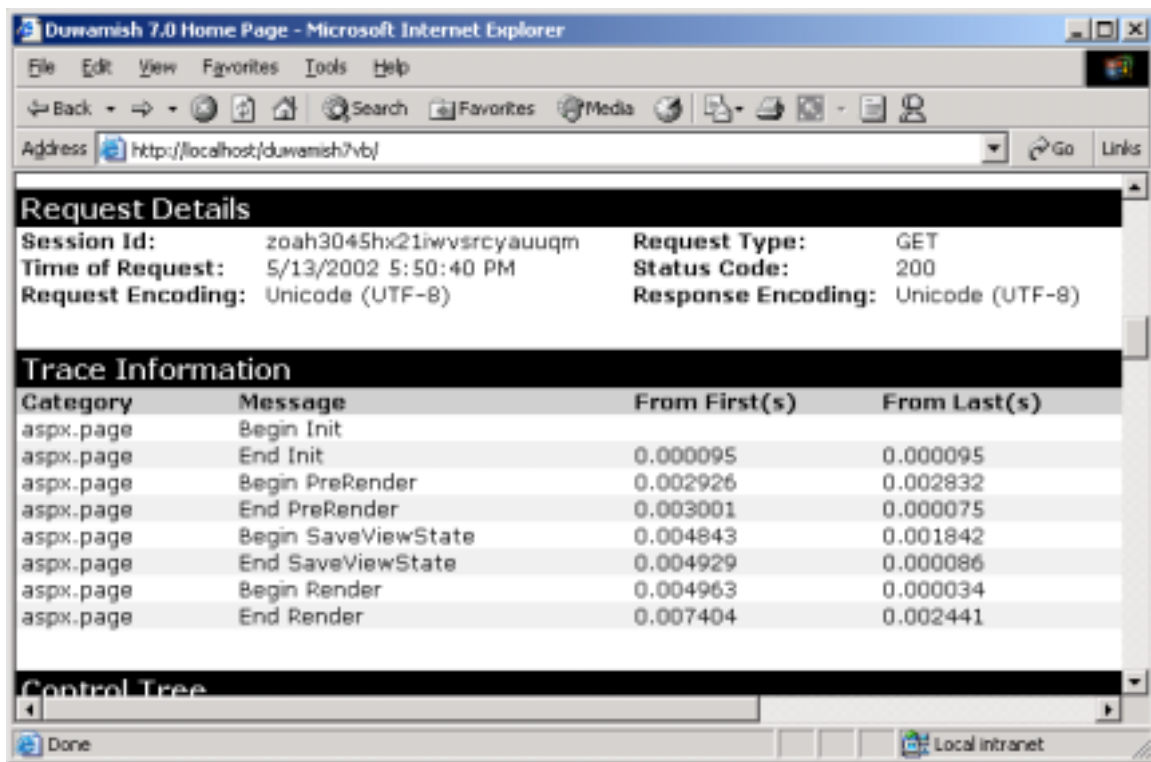 Duwamish 7.0 Home Page - Microsoft Internet Explorer
File Edit View Favorites Tools Help
Back Search Favorites Media
Address http://localhost/duwamish7vb/ Go Links
Request Details
Session Id: zoah3045hx21iwvsrcyauuqm Request Type: GET
Time of Request: 5/13/2002 5:50:40 PM Status Code: 200
Request Encoding: Unicode (UTF-8) Response Encoding: Unicode (UTF-8)
Trace Information
Category Message From First(s) From Last(s)
aspx.page Begin Init
aspx.page End Init 0.000095 0.000095
aspx.page Begin PreRender 0.002926 0.002832
aspx.page End PreRender 0.003001 0.000075
aspx.page Begin SaveViewState 0.004843 0.001842
aspx.page End SaveViewState 0.004929 0.000086
aspx.page Begin Render 0.004963 0.000034
aspx.page End Render 0.007404 0.002441
Control Tree
Done Local intranet